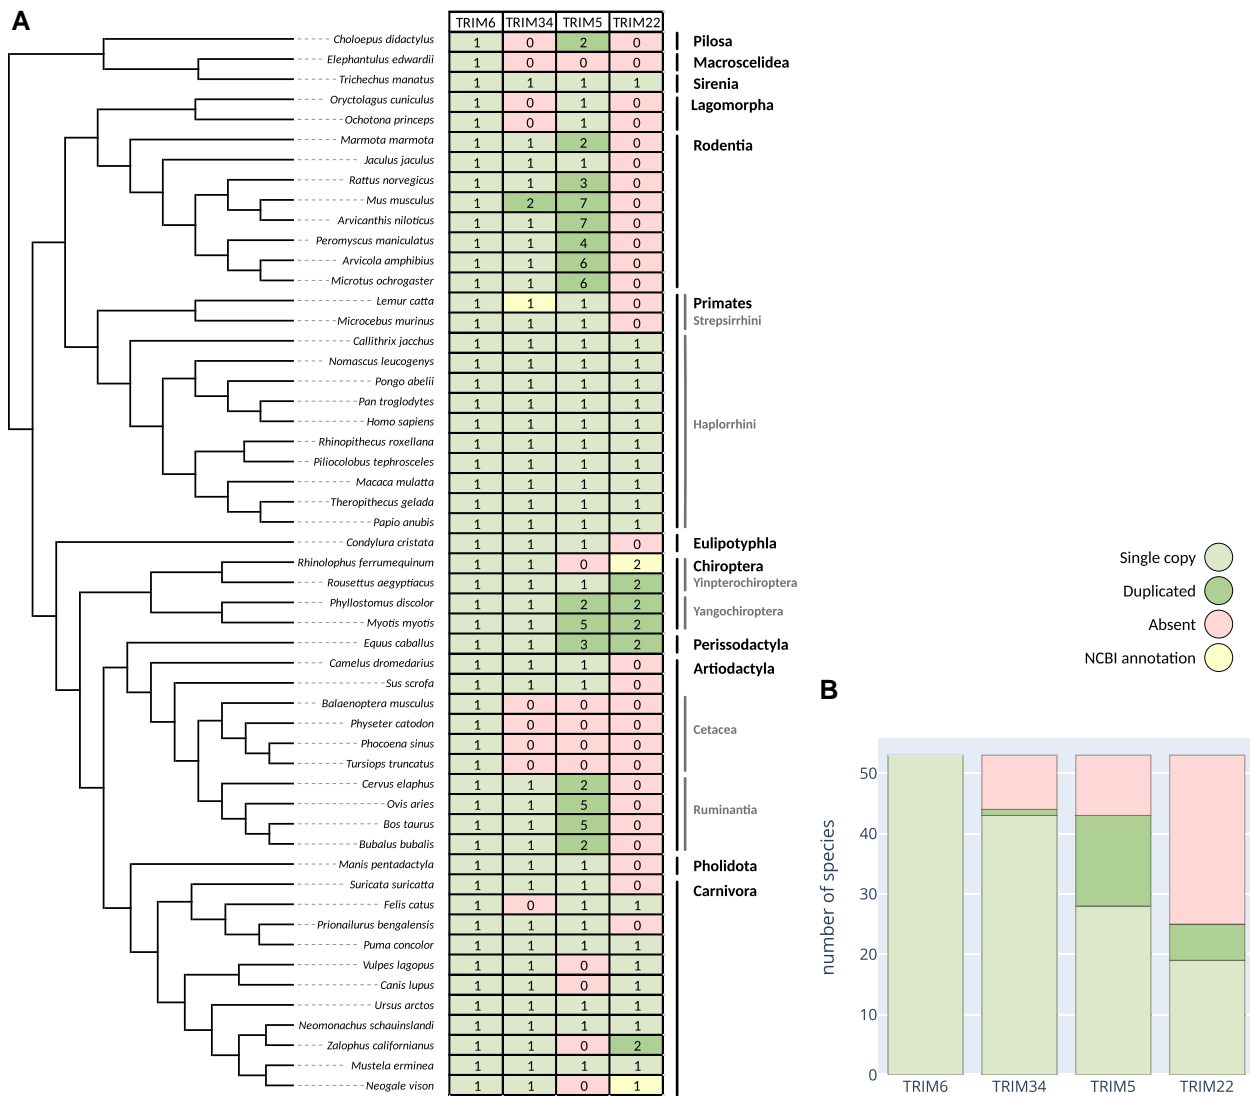 A
TRIM6 TRIM34 TRIM5 TRIM22
Choloepus didactylus 1 0 2 0 Pilosa
Elephantulus edwardii 1 0 0 0 Macroscelidea
Trichechus manatus 1 1 1 1 Sirenia
Oryctolagus cuniculus 1 0 1 0 Lagomorpha
Ochotona princeps 1 0 1 0
Marmota marmota 1 1 2 0 Rodentia
Jaculus jaculus 1 1 1 0
Rattus norvegicus 1 1 3 0
Mus musculus 1 2 7 0
Arvicanthis niloticus 1 1 7 0
Peromyscus maniculatus 1 1 4 0
Arvicola amphibius 1 1 6 0
Microtus ochrogaster 1 1 6 0
Lemur catta 1 1 1 0 Primates
Microcebus murinus 1 1 1 0 Strepsirrhini
Callithrix jacchus 1 1 1 1
Nomascus leucogenys 1 1 1 1
Pongo abelii 1 1 1 1
Pan troglodytes 1 1 1 1
Homo sapiens 1 1 1 1 Haplorrhini
Rhinopithecus roxellana 1 1 1 1
Piliocolobus tephrosceles 1 1 1 1
Macaca mulatta 1 1 1 1
Theropithecus gelada 1 1 1 1
Papio anubis 1 1 1 1
Condylura cristata 1 1 1 0 Eulipotyphla
Rhinolophus ferrumequinum 1 1 0 2 Chiroptera
Rousettus aegyptiacus 1 1 1 2 Yinpterochiroptera
Phyllostomus discolor 1 1 2 2 Yangochiroptera
Myotis myotis 1 1 5 2
Equus caballus 1 1 3 2 Perissodactyla
Camelus dromedarius 1 1 1 0 Artiodactyla
Sus scrofa 1 1 1 0
Balaenoptera musculus 1 0 0 0
Physeter catodon 1 0 0 0 Cetacea
Phocoena sinus 1 0 0 0
Tursiops truncatus 1 0 0 0
Cervus elaphus 1 1 2 0
Ovis aries 1 1 5 0 Ruminantia
Bos taurus 1 1 5 0
Bubalus bubalis 1 1 2 0
Manis pentadactyla 1 1 1 0 Pholidota
Suricata suricatta 1 1 1 0 Carnivora
Felis catus 1 0 1 1
Prionailurus bengalensis 1 1 1 0
Puma concolor 1 1 1 1
Vulpes lagopus 1 1 0 1
Canis lupus 1 1 0 1
Ursus arctos 1 1 1 1
Neomonachus schauinslandi 1 1 1 1
Zalophus californianus 1 1 0 2
Mustela erminea 1 1 1 1
Neogale vison 1 1 0 1
Single copy
Duplicated
Absent
NCBI annotation
B
number of species
50
40
30
20
10
0
TRIM6 TRIM34 TRIM5 TRIM22